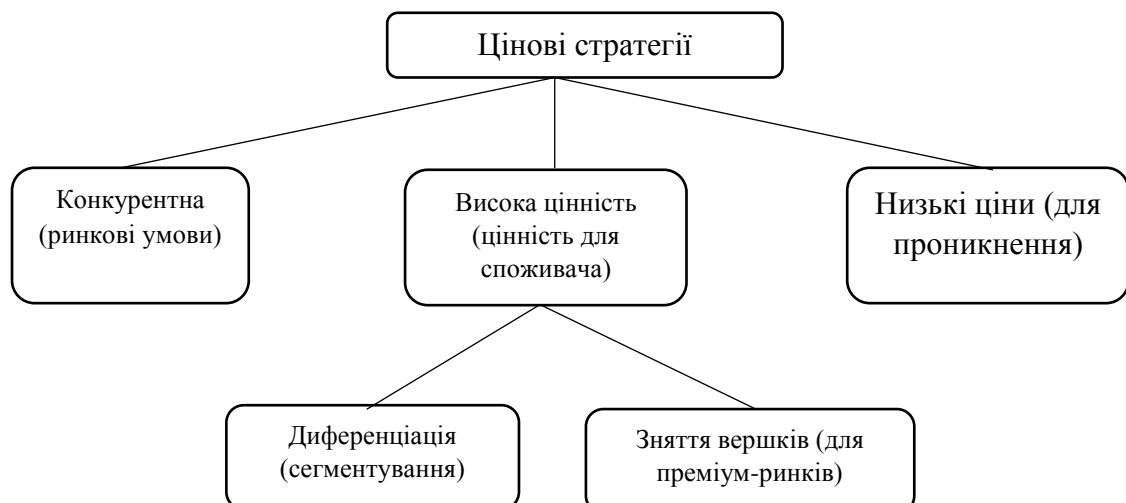 Цінові стратегії
Конкурентна
(ринкові умови)
Висока цінність
(цінність для
споживача)
Низькі ціни (для
проникнення)
Диференціація
(сегментування)
Зняття вершків (для
преміум-ринків)